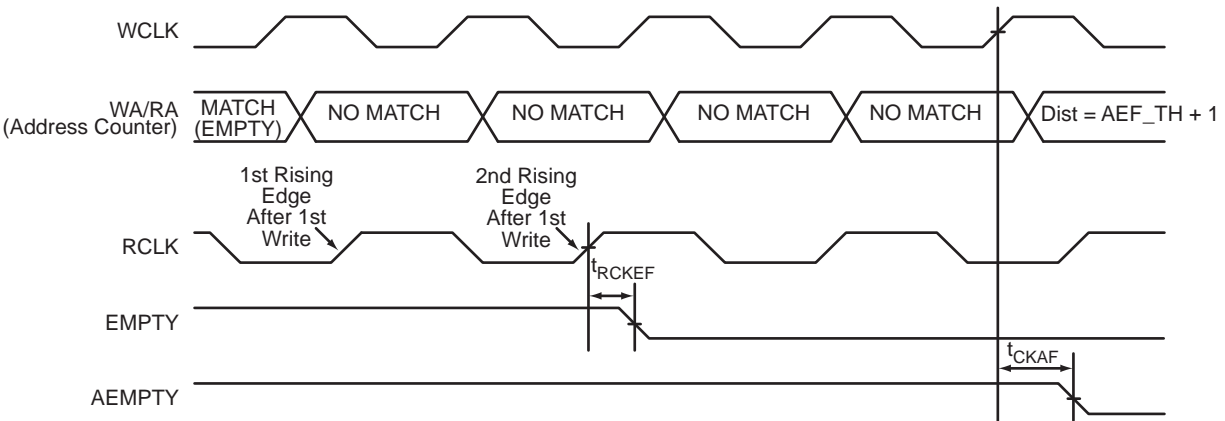 WCLK
WA/RA
(Address Counter)
MATCH
(EMPTY)
NO MATCH
NO MATCH
NO MATCH
NO MATCH
Dist = AEF_TH + 1
1st Rising
Edge
After 1st
Write
2nd Rising
Edge
After 1st
Write
RCLK
tRCKEF
EMPTY
tCKAF
AEMPTY